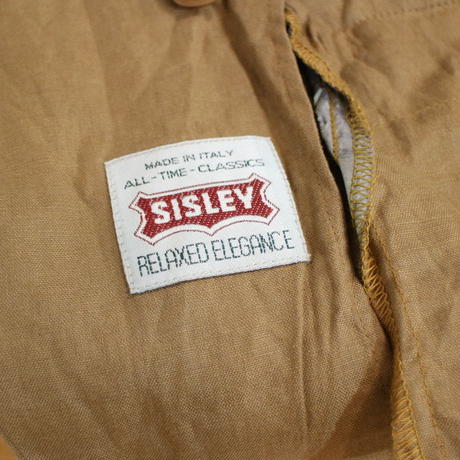 MADE IN ITALY
ALL-TIME-CLASSICS
SISLEY
RELAXED ELEGANCE